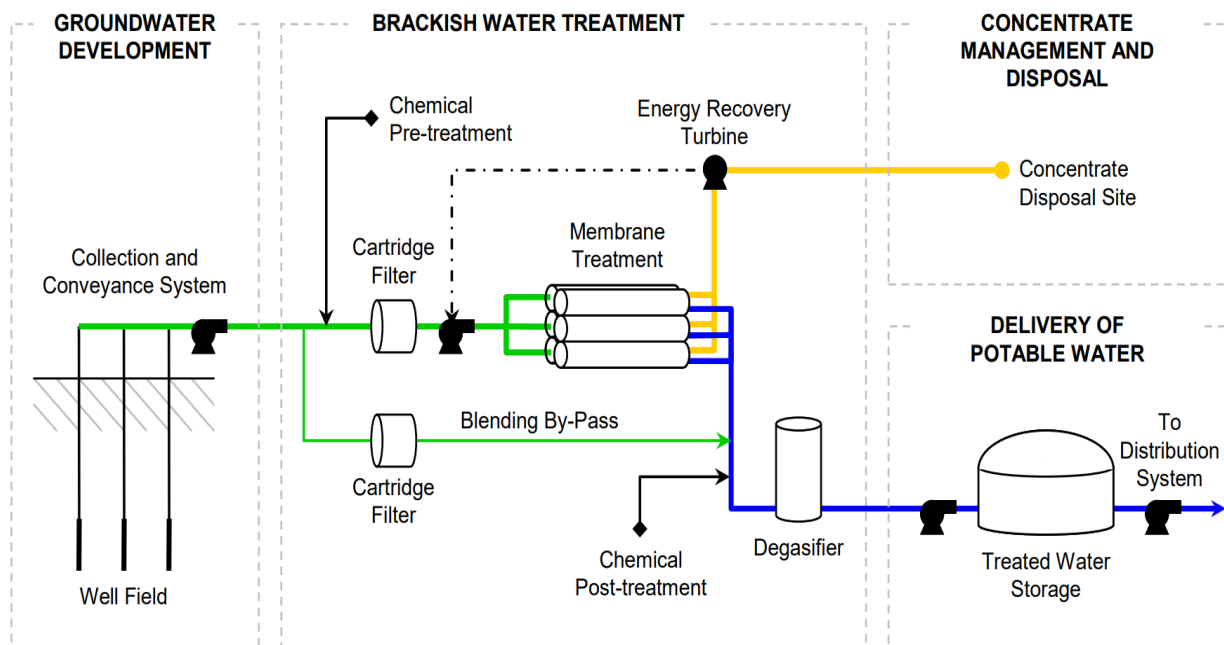 GROUNDWATER
DEVELOPMENT
BRACKISH WATER TREATMENT
CONCENTRATE
MANAGEMENT AND
DISPOSAL
Chemical
Pre-treatment
Energy Recovery
Turbine
Concentrate
Disposal Site
Collection and
Conveyance System
Cartridge
Filter
Membrane
Treatment
DELIVERY OF
POTABLE WATER
Blending By-Pass
To
Distribution
System
Cartridge
Filter
Chemical
Post-treatment
Degasifier
Treated Water
Storage
Well Field